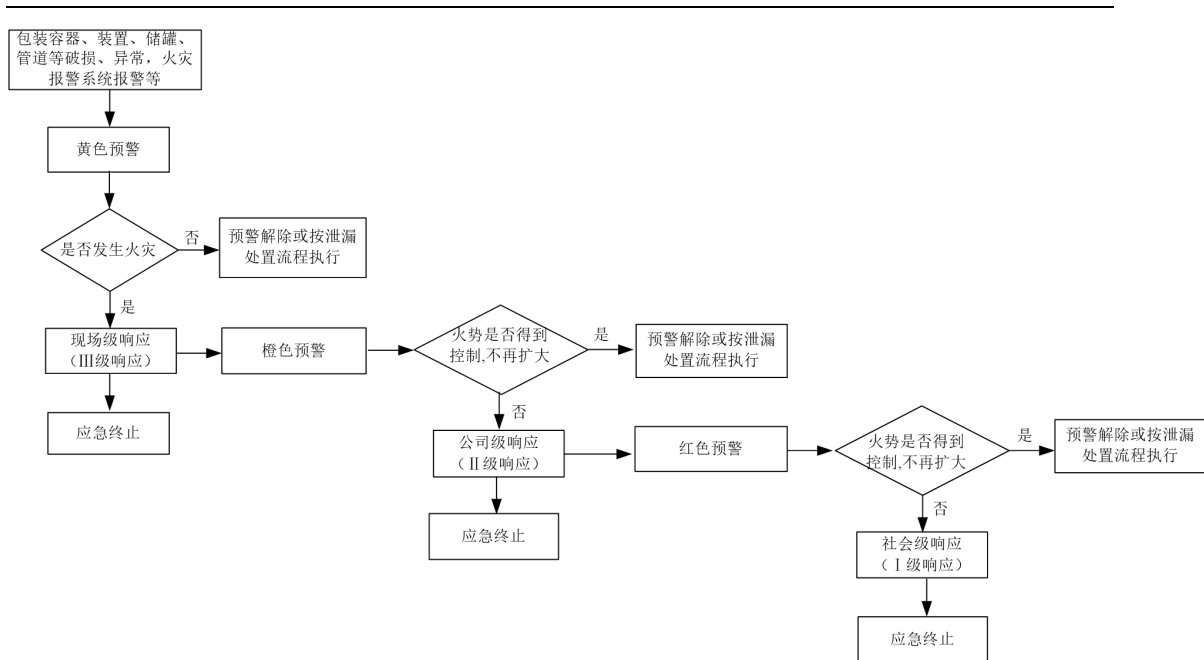 包装容器、装置、储罐、
管道等破损、异常，火灾
报警系统报警等
黄色预警
是否发生火灾
否
预警解除或按泄漏
处置流程执行
是
现场级响应
（Ⅲ级响应）
橙色预警
火势是否得到
控制,不再扩大
是
预警解除或按泄漏
处置流程执行
应急终止
否
公司级响应
（Ⅱ级响应）
红色预警
火势是否得到
控制,不再扩大
是
预警解除或按泄漏
处置流程执行
应急终止
否
社会级响应
（Ⅰ级响应）
应急终止